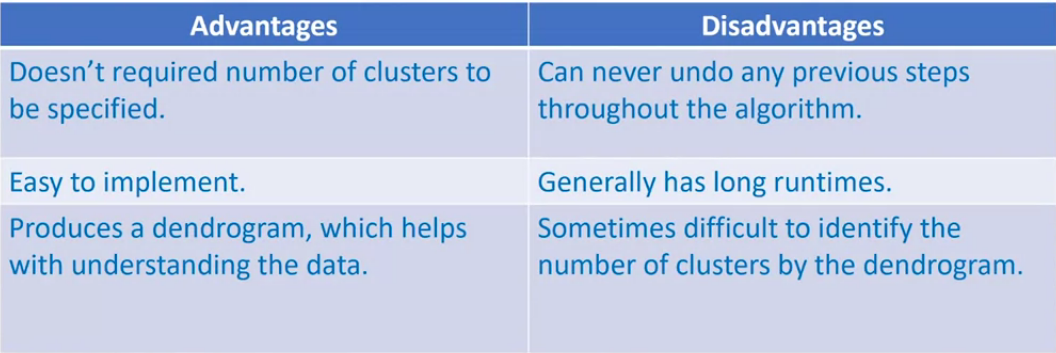 Advantages
Disadvantages
Doesn’t required number of clusters to
be specified.
Can never undo any previous steps
throughout the algorithm.
Easy to implement.
Generally has long runtimes.
Produces a dendrogram, which helps
with understanding the data.
Sometimes difficult to identify the
number of clusters by the dendrogram.